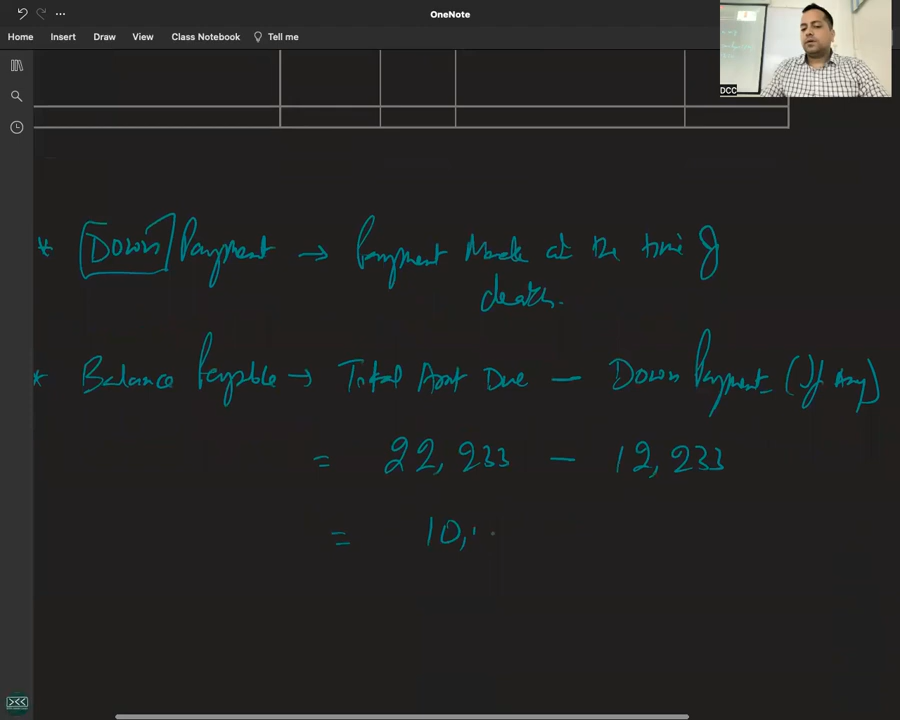 OneNote
Home Insert Draw View Class Notebook Tell me
DCC
* Down Payment → Payment Made at the time of
death.
* Balance Payable → Total Amt Due — Down Payment (If Any)
= 22,233 — 12,233
= 10,